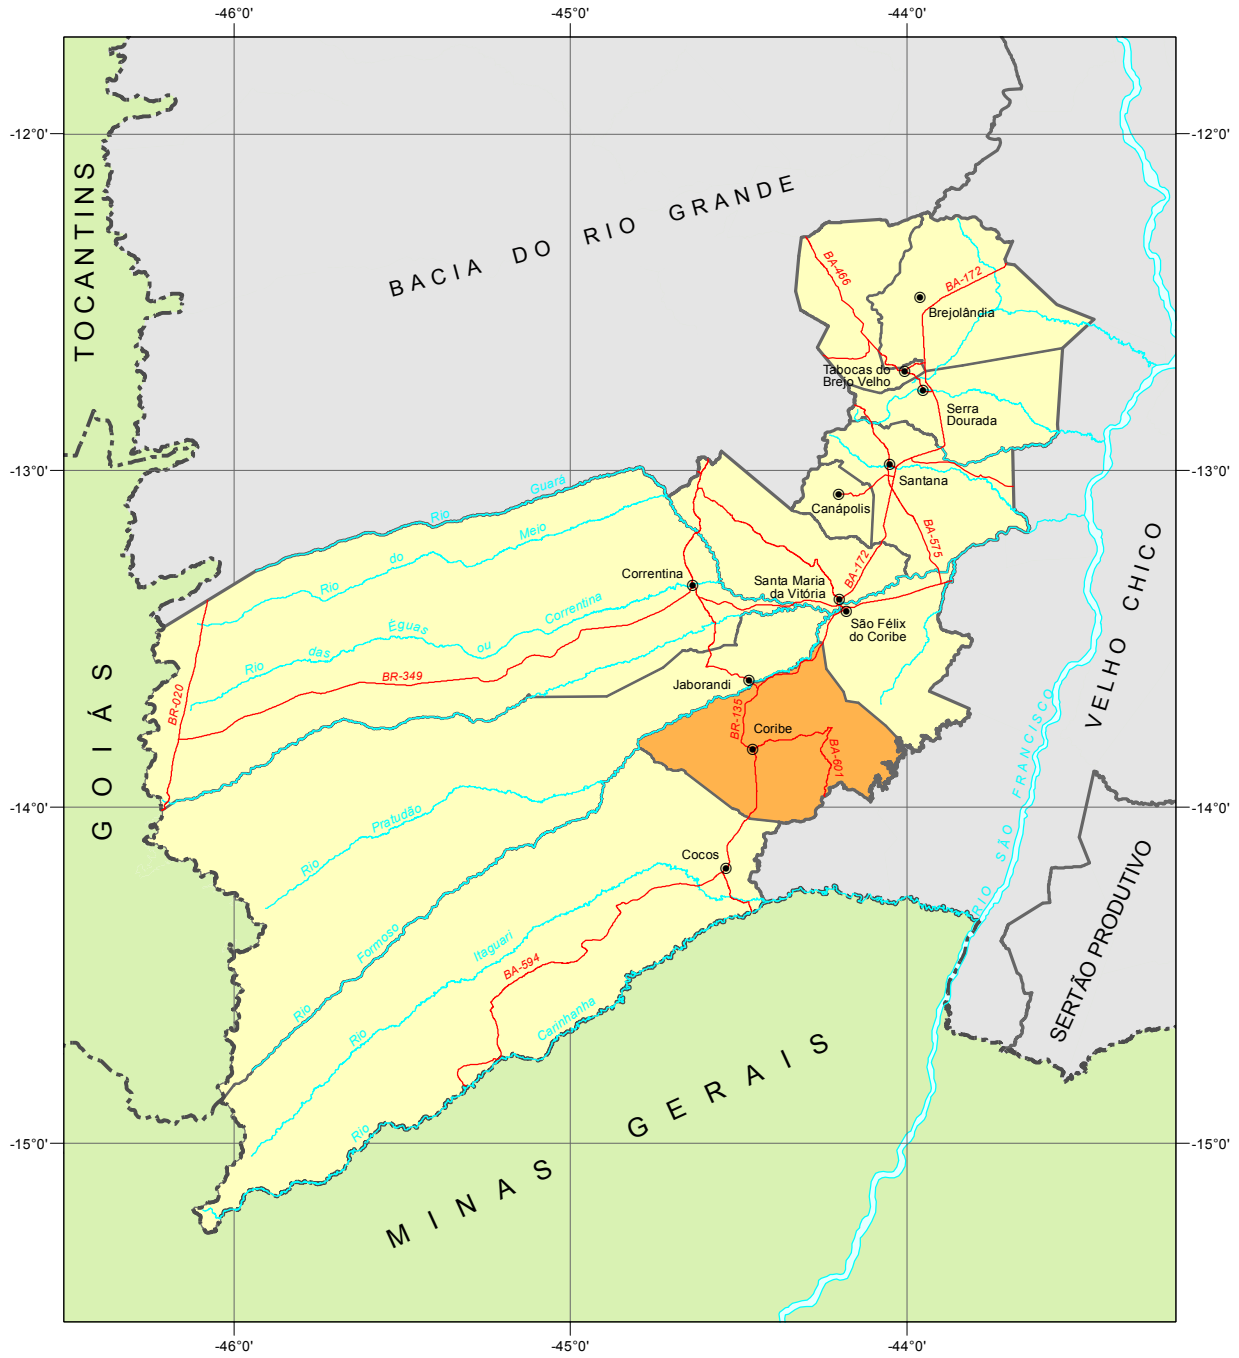 -46°0'
-45°0'
-44°0'
-12°0'
-12°0'
TOCANTINS
BACIA DO RIO GRANDE
BA-466
BA-172
Brejolândia
Tabocas do
Brejo Velho
Serra
Dourada
-13°0'
-13°0'
Santana
Canápolis
Rio Guará
Rio do Meio
BA-575
BA-172
Correntina
Santa Maria
da Vitória
São Félix
do Coribe
Rio das Éguas ou Correntina
VELHO CHICO
BR-349
BR-020
Jaborandi
BR-135
Coribe
BA-601
GOIÁS
RIO SÃO FRANCISCO
-14°0'
-14°0'
Rio Pratudão
Cocos
SERTÃO PRODUTIVO
Rio Formoso
Rio Itaguari
BA-594
Rio Carinhanha
MINAS GERAIS
-15°0'
-15°0'
-46°0'
-45°0'
-44°0'